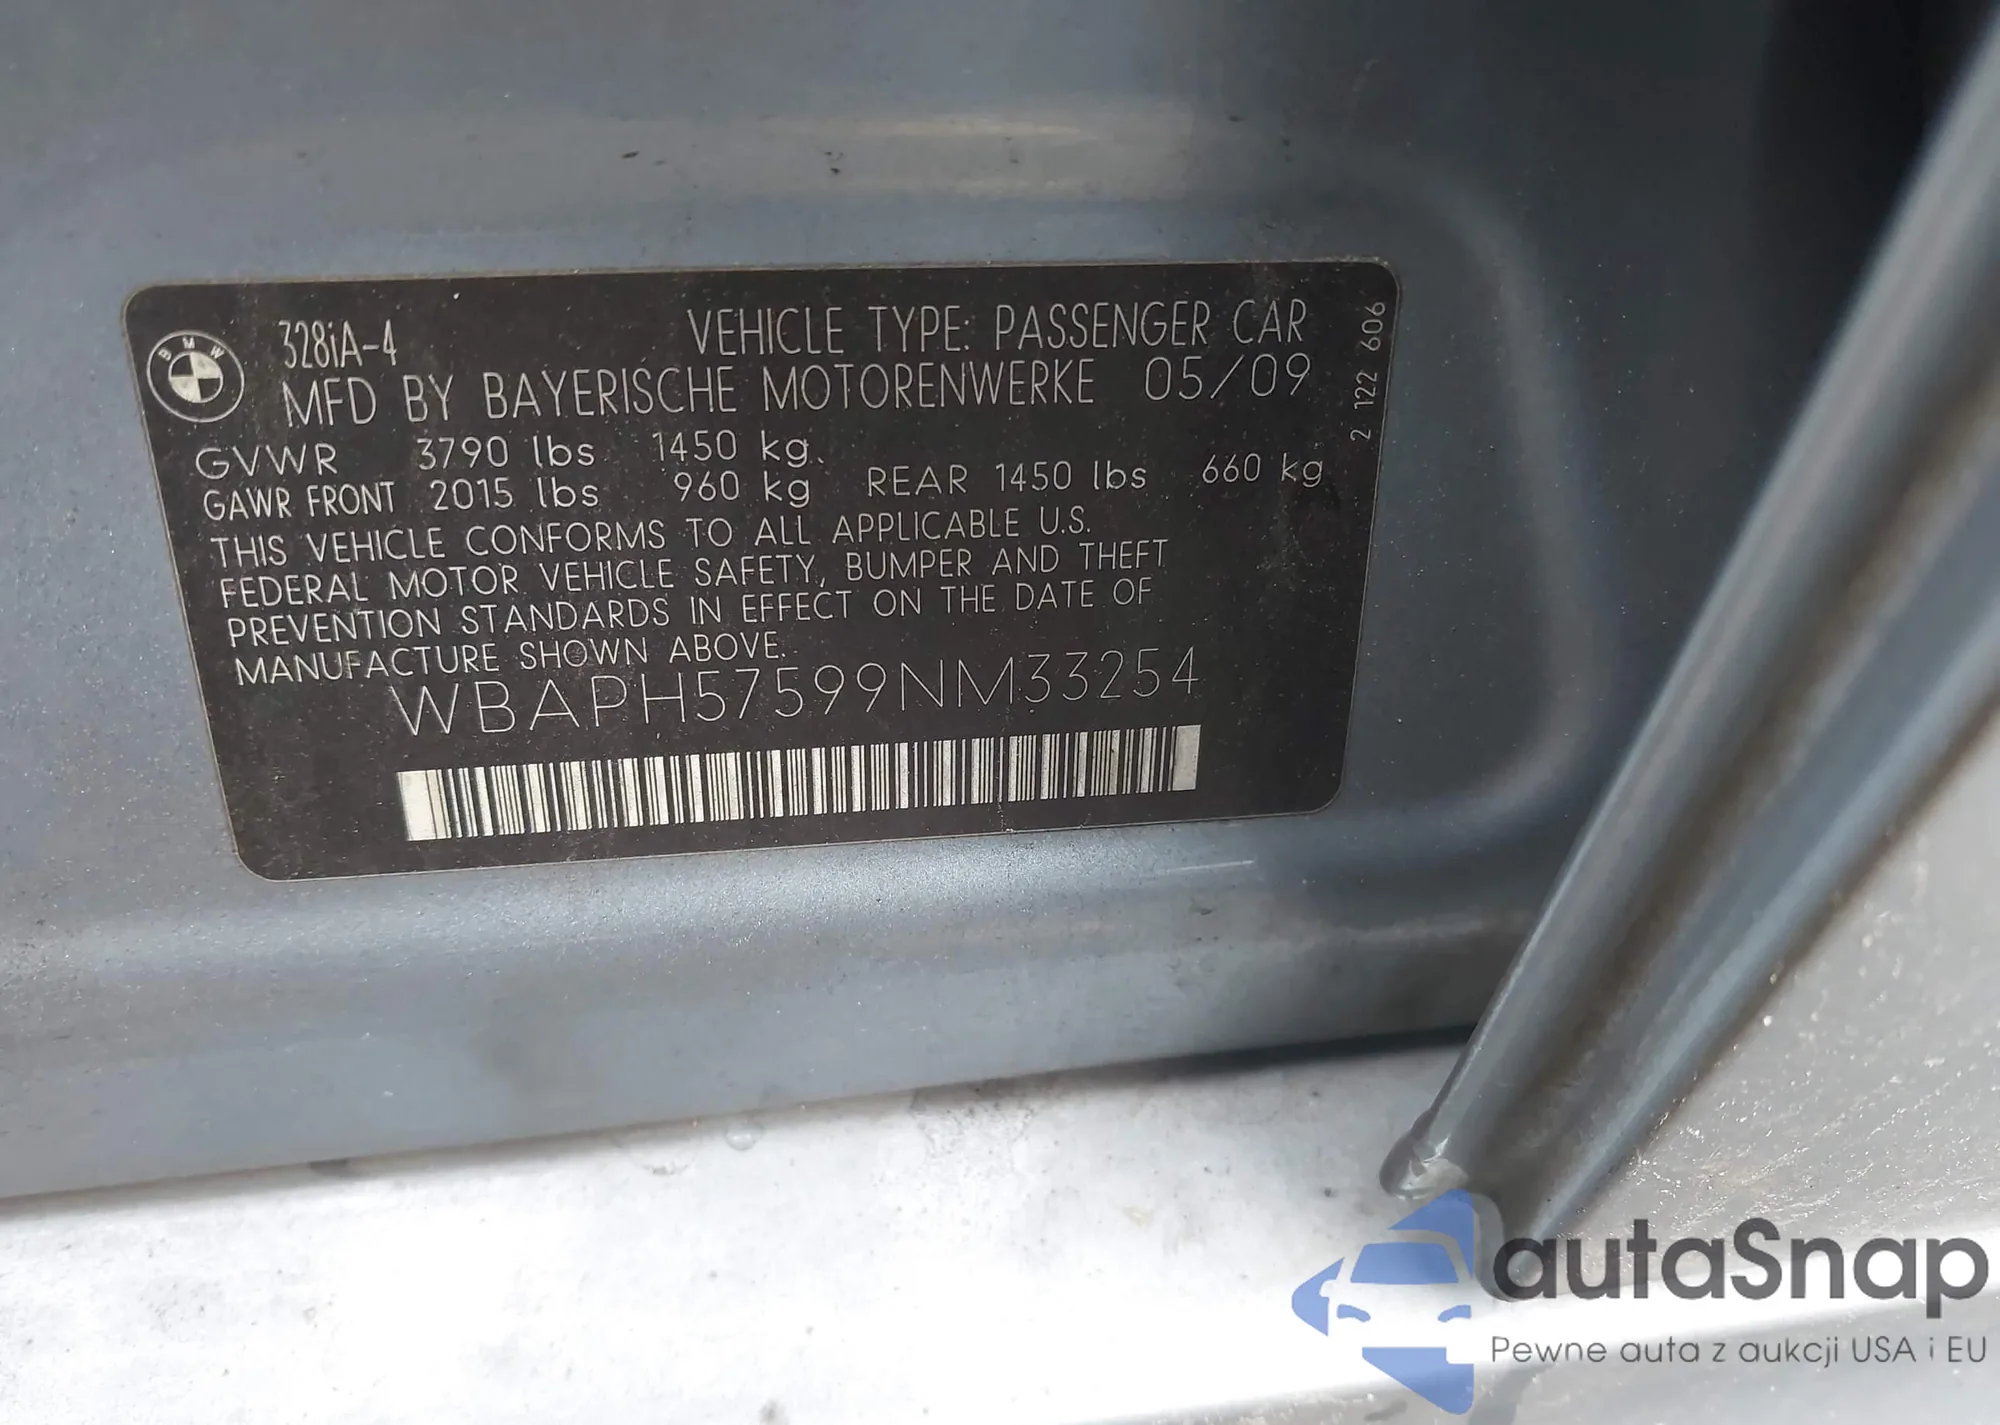 BMW
328iA-4
VEHICLE TYPE: PASSENGER CAR
MFD BY BAYERISCHE MOTORENWERKE 05/09
GVWR 3790 lbs 1450 kg
GAWR FRONT 2015 lbs 960 kg REAR 1450 lbs 660 kg
THIS VEHICLE CONFORMS TO ALL APPLICABLE U.S.
FEDERAL MOTOR VEHICLE SAFETY, BUMPER AND THEFT
PREVENTION STANDARDS IN EFFECT ON THE DATE OF
MANUFACTURE SHOWN ABOVE.
WBAPH57599NM33254
2 122 606
autaSnap
Pewne auta z aukcji USA i EU